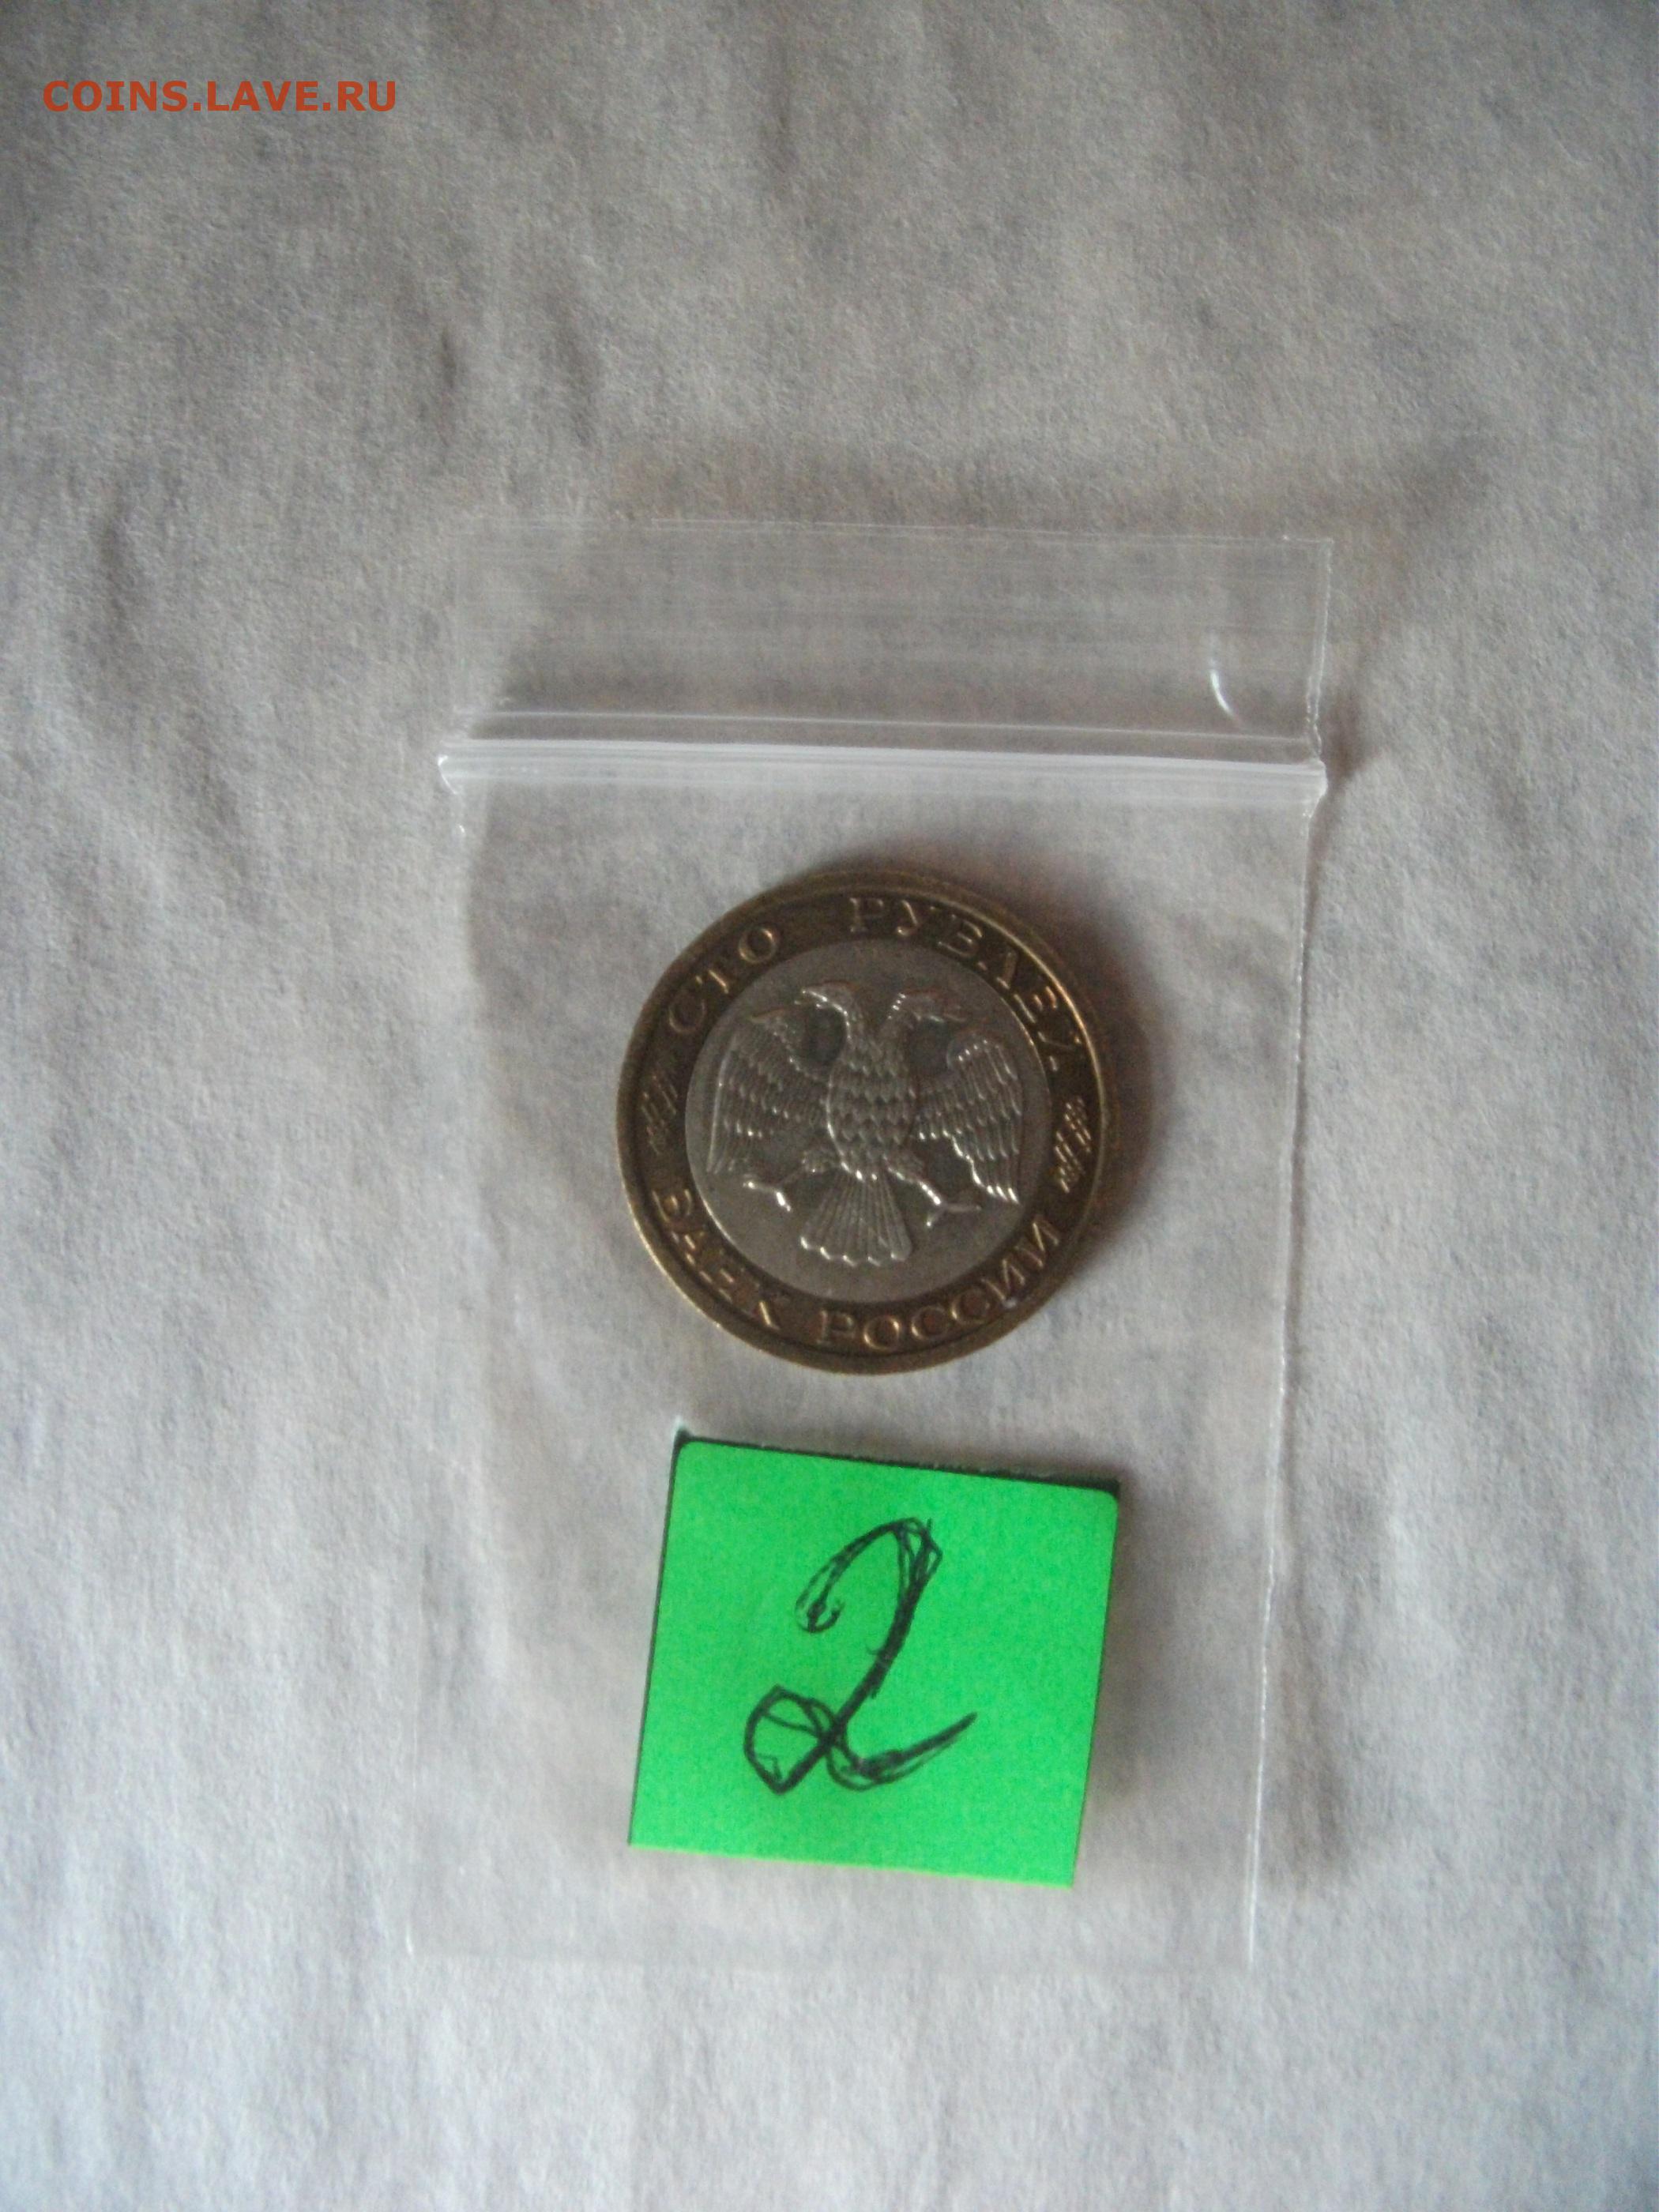 COINS.LAVE.RU
СТО РУБЛЕЙ
БАНК РОССИИ
2